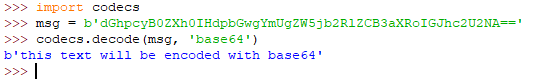 >>> import codecs
>>> msg = b'dGhpcyB0ZXh0IHdpbGwgYmUgZW5jb2RlZCB3aXRoIGJhc2U2NA=='
>>> codecs.decode(msg, 'base64')
b'this text will be encoded with base64'
>>>